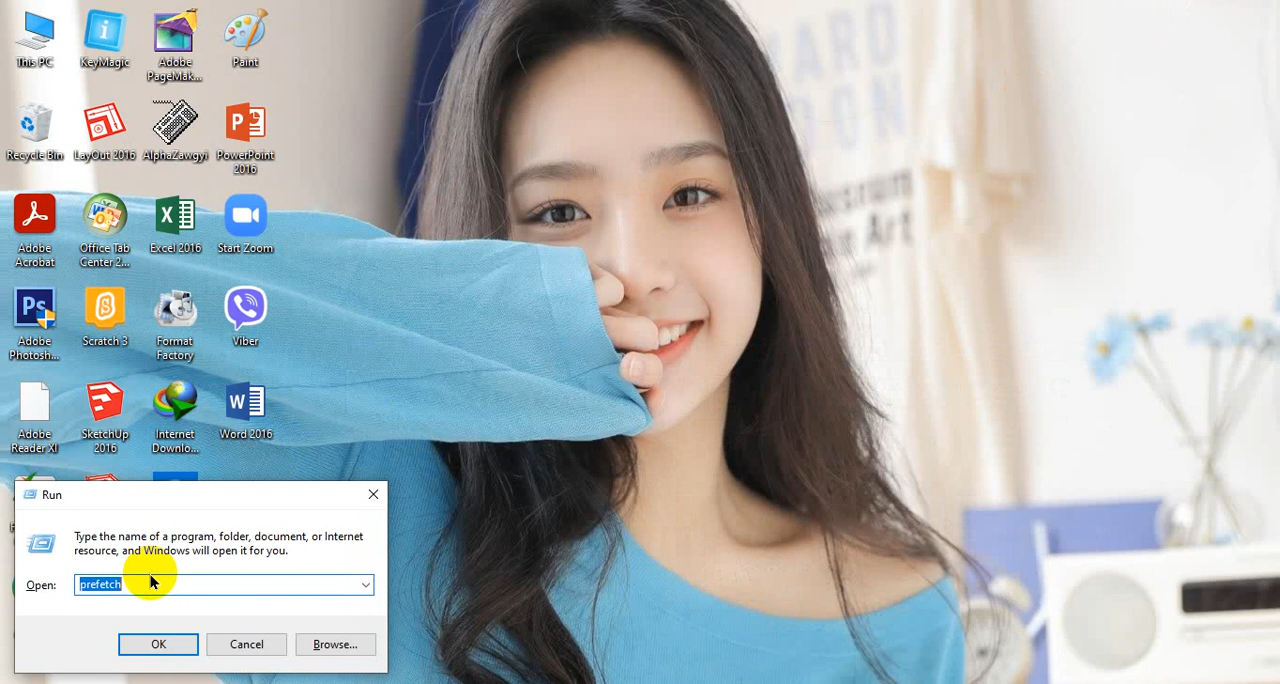 This PC
KeyMagic
Adobe
PageMak...
Paint
Recycle Bin
LayOut 2016
AlphaZawgyi
PowerPoint
2016
Adobe
Acrobat
Office Tab
Center 2...
Excel 2016
Start Zoom
Ps
Adobe
Photosh...
Scratch 3
Format
Factory
Viber
Adobe
Reader XI
SketchUp
2016
Internet
Downlo...
Word 2016
Run
Type the name of a program, folder, document, or Internet
resource, and Windows will open it for you.
Open:
prefetch
OK
Cancel
Browse...